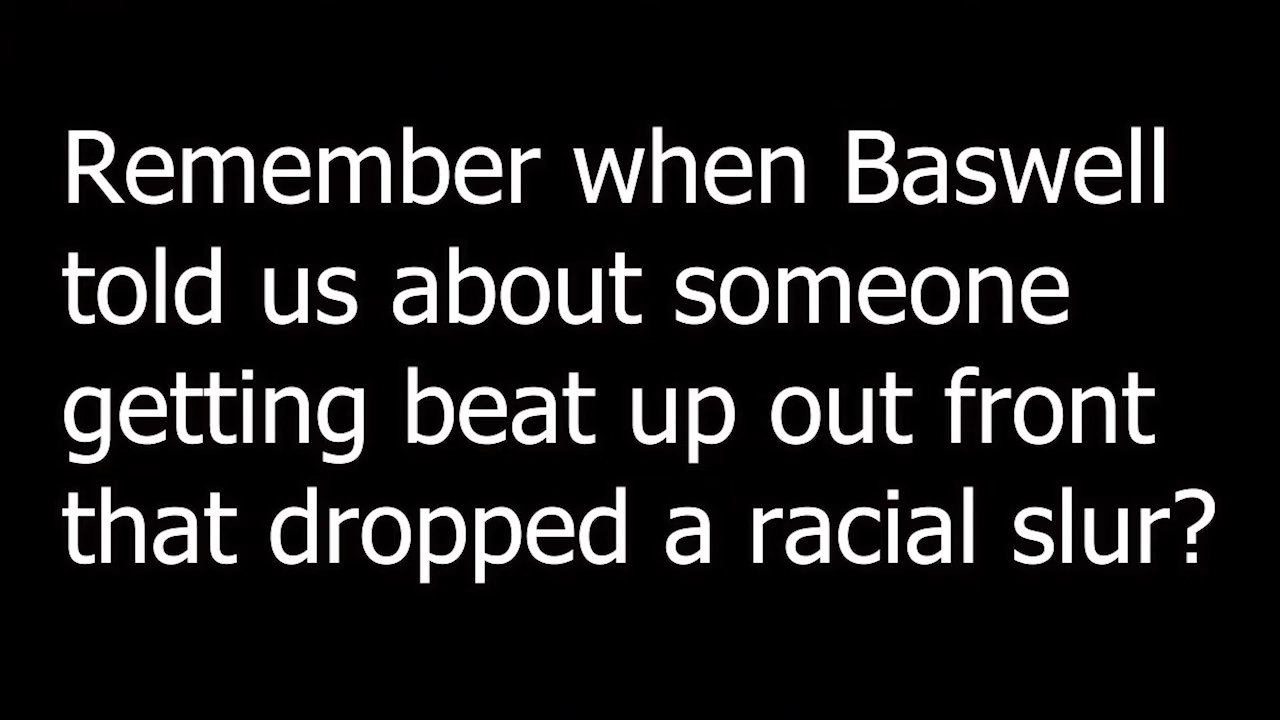 Remember when Baswell
told us about someone
getting beat up out front
that dropped a racial slur?